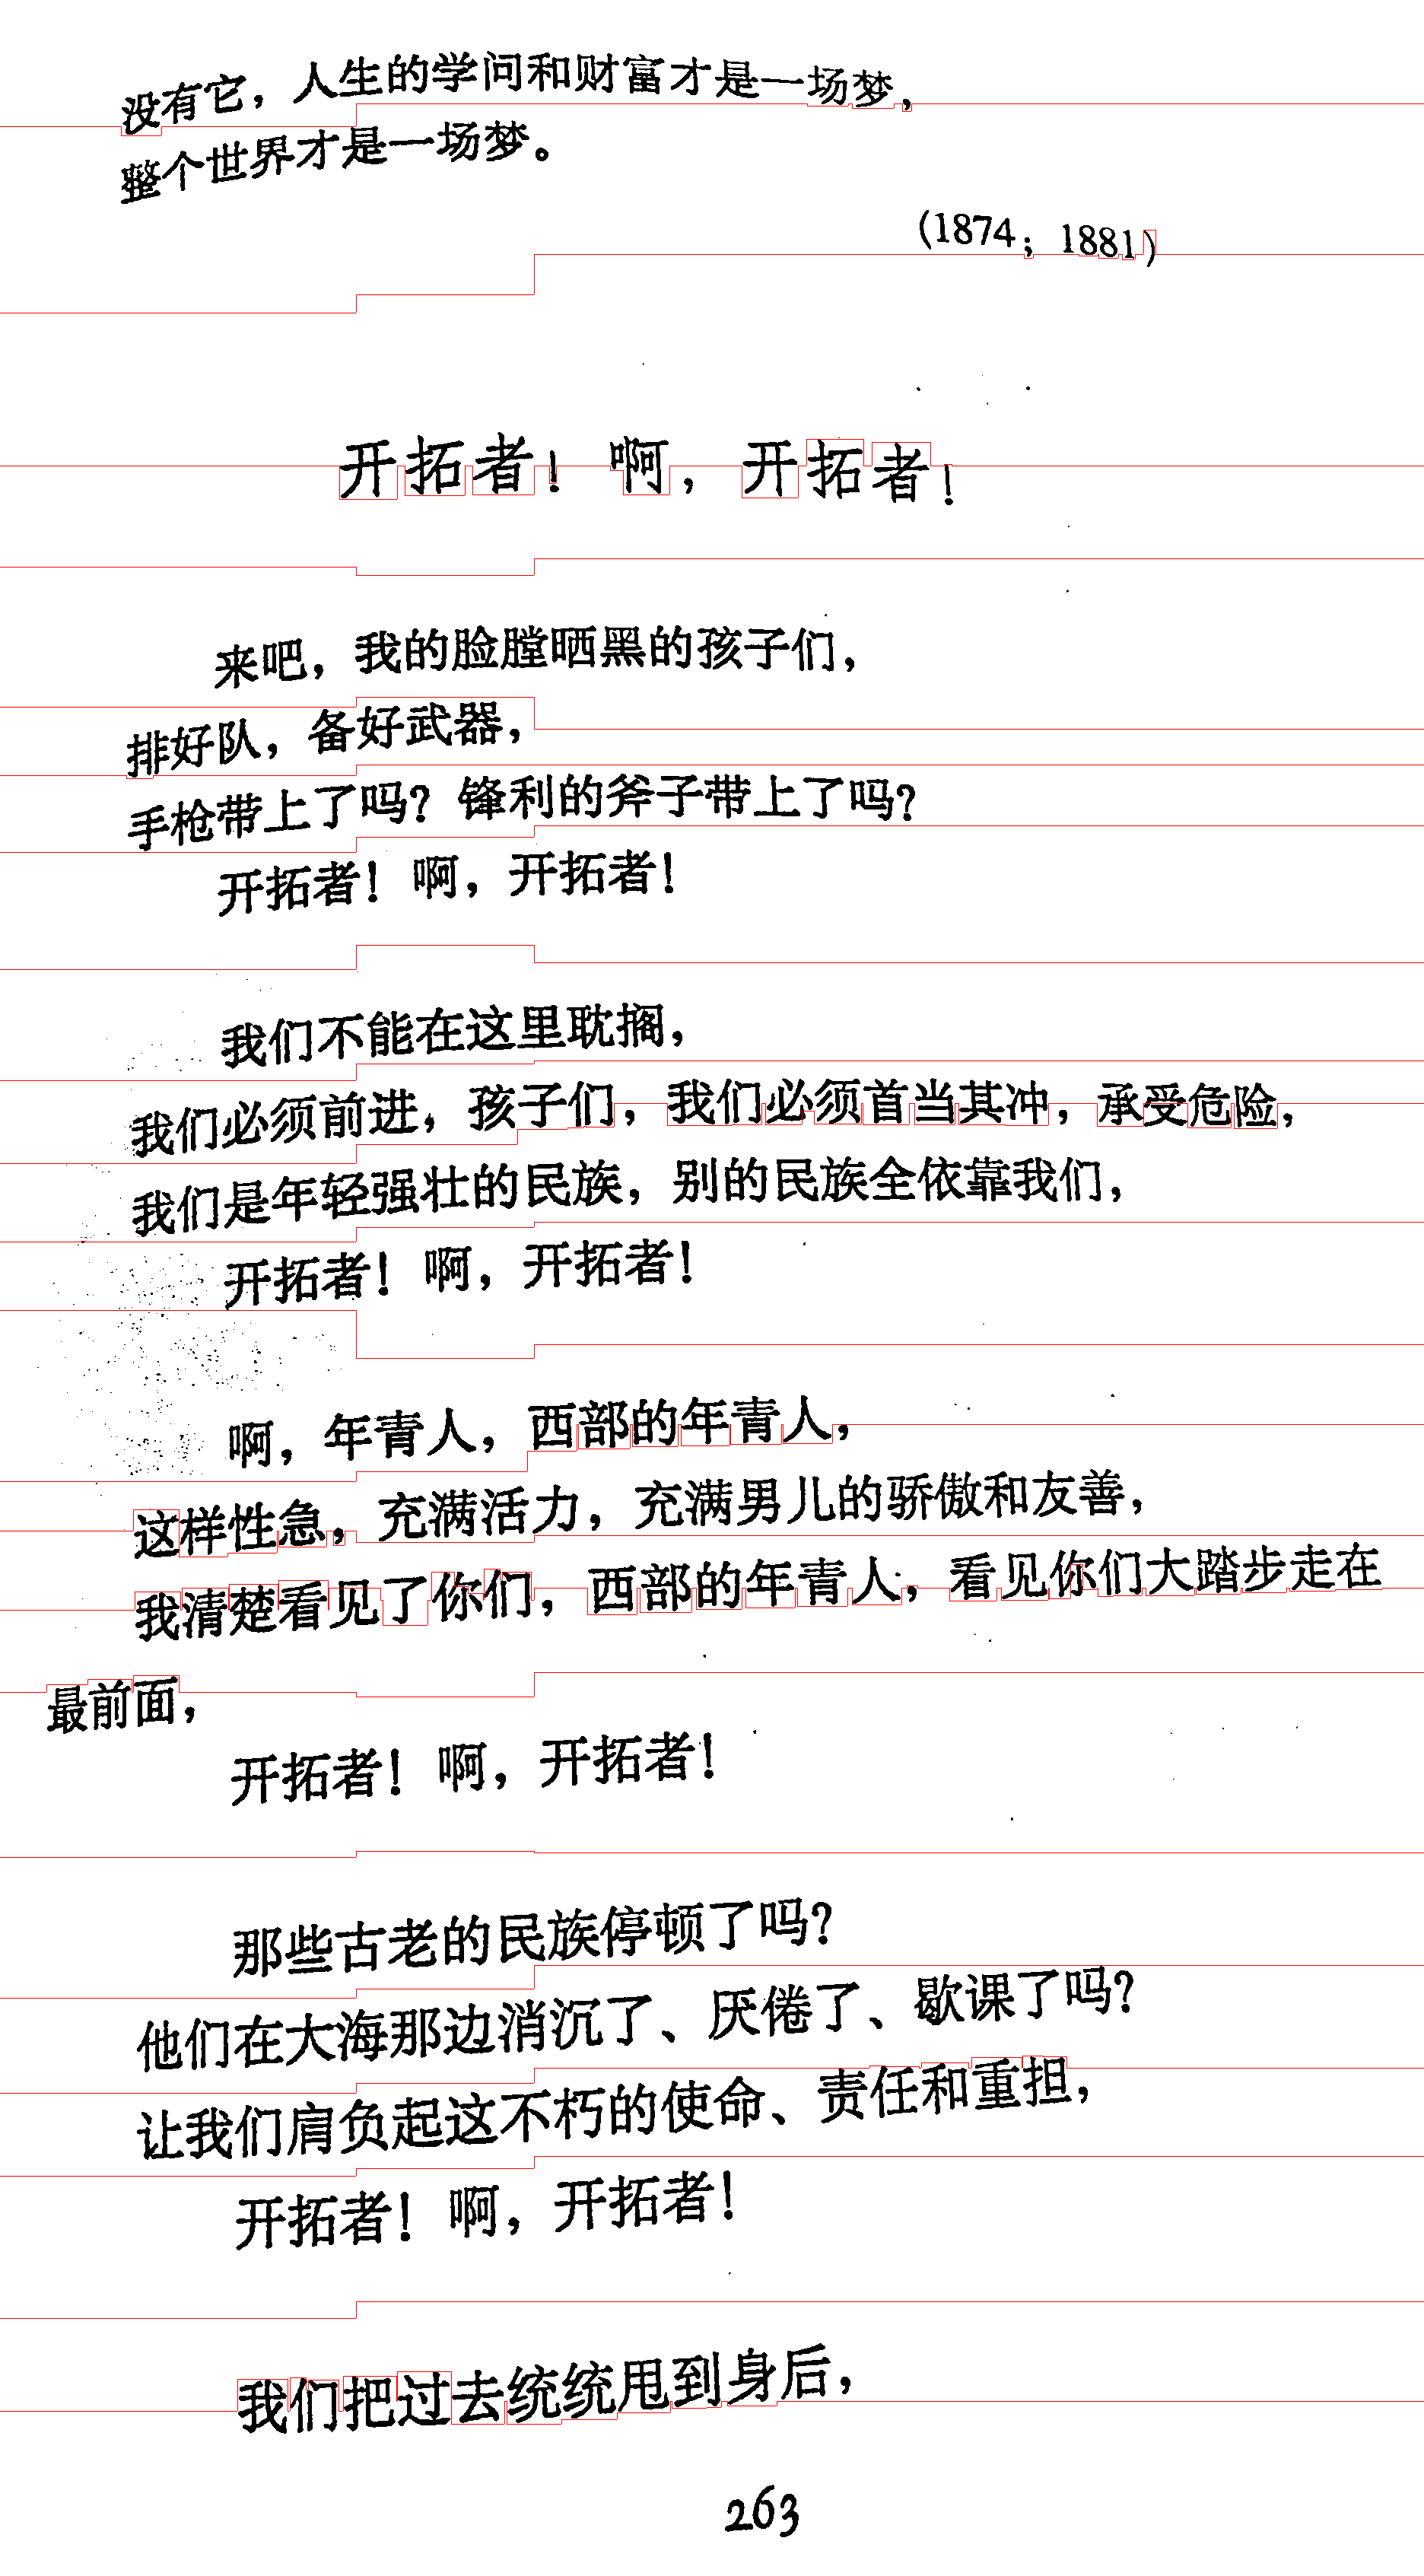 没有它，人生的学问和财富才是一场梦，
整个世界才是一场梦。
(1874；1881)
开拓者！啊，开拓者！
来吧，我的脸膛晒黑的孩子们，
排好队，备好武器，
手枪带上了吗？锋利的斧子带上了吗？
开拓者！啊，开拓者！
我们不能在这里耽搁，
我们必须前进，孩子们，我们必须首当其冲，承受危险，
我们是年轻强壮的民族，别的民族全依靠我们，
开拓者！啊，开拓者！
啊，年青人，西部的年青人，
这样性急，充满活力，充满男儿的骄傲和友善，
我清楚看见了你们，西部的年青人，看见你们大踏步走在
最前面，
开拓者！啊，开拓者！
那些古老的民族停顿了吗？
他们在大海那边消沉了、厌倦了、歇课了吗？
让我们肩负起这不朽的使命、责任和重担，
开拓者！啊，开拓者！
我们把过去统统甩到身后，
263